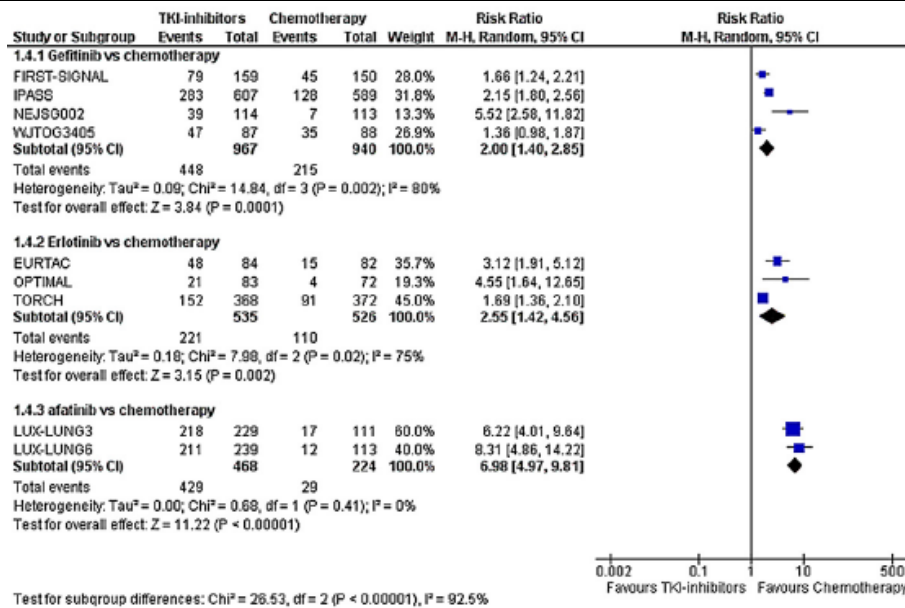 TKI-inhibitors Chemotherapy Risk Ratio Risk Ratio
Study or Subgroup Events Total Events Total Weight M-H, Random, 95% CI M-H, Random, 95% CI
1.4.1 Gefitinib vs chemotherapy
FIRST-SIGNAL 79 159 45 150 28.0% 1.66 [1.24, 2.21]
IPASS 283 607 128 589 31.8% 2.15 [1.80, 2.56]
NEJSG002 39 114 7 113 13.3% 5.52 [2.58, 11.82]
WJTOG3405 47 87 35 88 26.9% 1.36 [0.98, 1.87]
Subtotal (95% CI) 967 940 100.0% 2.00 [1.40, 2.85]
Total events 448 215
Heterogeneity: Tau² = 0.09; Chi² = 14.84, df = 3 (P = 0.002); I² = 80%
Test for overall effect: Z = 3.84 (P = 0.0001)
1.4.2 Erlotinib vs chemotherapy
EURTAC 48 84 15 82 35.7% 3.12 [1.91, 5.12]
OPTIMAL 21 83 4 72 19.3% 4.55 [1.64, 12.65]
TORCH 152 368 91 372 45.0% 1.69 [1.36, 2.10]
Subtotal (95% CI) 535 526 100.0% 2.55 [1.42, 4.56]
Total events 221 110
Heterogeneity: Tau² = 0.18; Chi² = 7.98, df = 2 (P = 0.02); I² = 75%
Test for overall effect: Z = 3.15 (P = 0.002)
1.4.3 afatinib vs chemotherapy
LUX-LUNG3 218 229 17 111 60.0% 6.22 [4.01, 9.64]
LUX-LUNG6 211 239 12 113 40.0% 8.31 [4.86, 14.22]
Subtotal (95% CI) 468 224 100.0% 6.98 [4.97, 9.81]
Total events 429 29
Heterogeneity: Tau² = 0.00; Chi² = 0.68, df = 1 (P = 0.41); I² = 0%
Test for overall effect: Z = 11.22 (P < 0.00001)
0.002 0.1 1 10 500
Favours TKI-inhibitors Favours Chemotherapy
Test for subgroup differences: Chi² = 26.53, df = 2 (P < 0.00001), I² = 92.5%